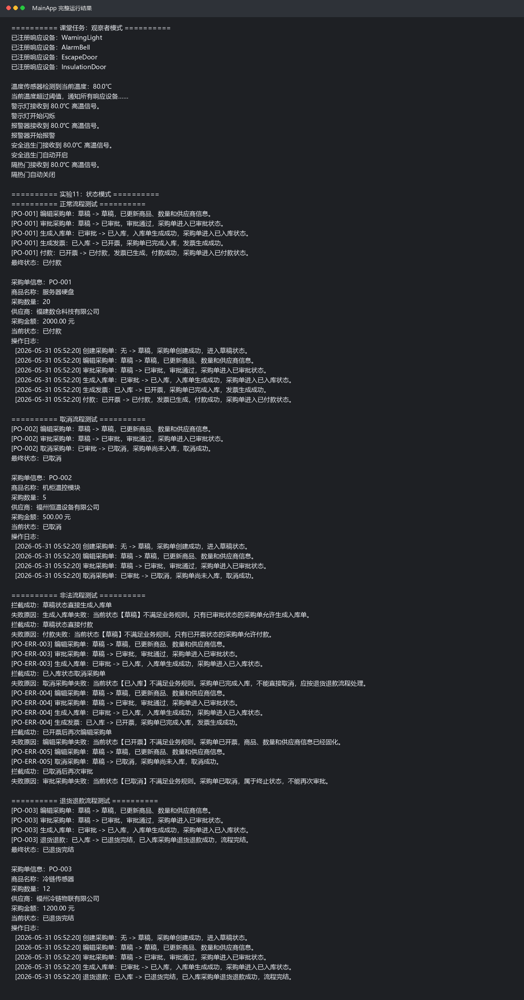 MainApp 完整运行结果
========== 课堂任务：观察者模式 ==========
已注册响应设备：WarningLight
已注册响应设备：AlarmBell
已注册响应设备：EscapeDoor
已注册响应设备：InsulationDoor
温度传感器检测到当前温度：80.0℃
当前温度超过阈值，通知所有响应设备......
警示灯接收到 80.0℃ 高温信号。
警示灯开始闪烁
报警器接收到 80.0℃ 高温信号。
报警器开始报警
安全逃生门接收到 80.0℃ 高温信号。
安全逃生门自动开启
隔热门接收到 80.0℃ 高温信号。
隔热门自动关闭
========== 实验11：状态模式 ==========
========== 正常流程测试 ==========
[PO-001] 编辑采购单：草稿 -> 草稿，已更新商品、数量和供应商信息。
[PO-001] 审批采购单：草稿 -> 已审批，审批通过，采购单进入已审批状态。
[PO-001] 生成入库单：已审批 -> 已入库，入库单生成成功，采购单进入已入库状态。
[PO-001] 生成发票：已入库 -> 已开票，采购单已完成入库，发票生成成功。
[PO-001] 付款：已开票 -> 已付款，发票已生成，付款成功，采购单进入已付款状态。
最终状态：已付款
采购单信息：PO-001
商品名称：服务器硬盘
采购数量：20
供应商：福建数仓科技有限公司
采购金额：2000.00 元
当前状态：已付款
操作日志：
[2026-05-31 05:52:20] 创建采购单：无 -> 草稿，采购单创建成功，进入草稿状态。
[2026-05-31 05:52:20] 编辑采购单：草稿 -> 草稿，已更新商品、数量和供应商信息。
[2026-05-31 05:52:20] 审批采购单：草稿 -> 已审批，审批通过，采购单进入已审批状态。
[2026-05-31 05:52:20] 生成入库单：已审批 -> 已入库，入库单生成成功，采购单进入已入库状态。
[2026-05-31 05:52:20] 生成发票：已入库 -> 已开票，采购单已完成入库，发票生成成功。
[2026-05-31 05:52:20] 付款：已开票 -> 已付款，发票已生成，付款成功，采购单进入已付款状态。
========== 取消流程测试 ==========
[PO-002] 编辑采购单：草稿 -> 草稿，已更新商品、数量和供应商信息。
[PO-002] 审批采购单：草稿 -> 已审批，审批通过，采购单进入已审批状态。
[PO-002] 取消采购单：已审批 -> 已取消，采购单尚未入库，取消成功。
最终状态：已取消
采购单信息：PO-002
商品名称：机柜温控模块
采购数量：5
供应商：福州恒温设备有限公司
采购金额：500.00 元
当前状态：已取消
操作日志：
[2026-05-31 05:52:20] 创建采购单：无 -> 草稿，采购单创建成功，进入草稿状态。
[2026-05-31 05:52:20] 编辑采购单：草稿 -> 草稿，已更新商品、数量和供应商信息。
[2026-05-31 05:52:20] 审批采购单：草稿 -> 已审批，审批通过，采购单进入已审批状态。
[2026-05-31 05:52:20] 取消采购单：已审批 -> 已取消，采购单尚未入库，取消成功。
========== 非法流程测试 ==========
拦截成功：草稿状态直接生成入库单
失败原因：生成入库单失败：当前状态【草稿】不满足业务规则。只有已审批状态的采购单允许生成入库单。
拦截成功：草稿状态直接付款
失败原因：付款失败：当前状态【草稿】不满足业务规则。只有已开票状态的采购单允许付款。
[PO-ERR-003] 编辑采购单：草稿 -> 草稿，已更新商品、数量和供应商信息。
[PO-ERR-003] 审批采购单：草稿 -> 已审批，审批通过，采购单进入已审批状态。
[PO-ERR-003] 生成入库单：已审批 -> 已入库，入库单生成成功，采购单进入已入库状态。
拦截成功：已入库状态取消采购单
失败原因：取消采购单失败：当前状态【已入库】不满足业务规则。采购单已完成入库，不能直接取消，应按退货退款流程处理。
[PO-ERR-004] 编辑采购单：草稿 -> 草稿，已更新商品、数量和供应商信息。
[PO-ERR-004] 审批采购单：草稿 -> 已审批，审批通过，采购单进入已审批状态。
[PO-ERR-004] 生成入库单：已审批 -> 已入库，入库单生成成功，采购单进入已入库状态。
[PO-ERR-004] 生成发票：已入库 -> 已开票，采购单已完成入库，发票生成成功。
拦截成功：已开票后再次编辑采购单
失败原因：编辑采购单失败：当前状态【已开票】不满足业务规则。采购单已开票，商品、数量和供应商信息已经固化。
[PO-ERR-005] 编辑采购单：草稿 -> 草稿，已更新商品、数量和供应商信息。
[PO-ERR-005] 取消采购单：草稿 -> 已取消，采购单尚未入库，取消成功。
拦截成功：已取消后再次审批
失败原因：审批采购单失败：当前状态【已取消】不满足业务规则。采购单已取消，属于终止状态，不能再次审批。
========== 退货退款流程测试 ==========
[PO-003] 编辑采购单：草稿 -> 草稿，已更新商品、数量和供应商信息。
[PO-003] 审批采购单：草稿 -> 已审批，审批通过，采购单进入已审批状态。
[PO-003] 生成入库单：已审批 -> 已入库，入库单生成成功，采购单进入已入库状态。
[PO-003] 退货退款：已入库 -> 已退货完结，已入库采购单退货退款成功，流程完结。
最终状态：已退货完结
采购单信息：PO-003
商品名称：冷链传感器
采购数量：12
供应商：福州冷链物联有限公司
采购金额：1200.00 元
当前状态：已退货完结
操作日志：
[2026-05-31 05:52:20] 创建采购单：无 -> 草稿，采购单创建成功，进入草稿状态。
[2026-05-31 05:52:20] 编辑采购单：草稿 -> 草稿，已更新商品、数量和供应商信息。
[2026-05-31 05:52:20] 审批采购单：草稿 -> 已审批，审批通过，采购单进入已审批状态。
[2026-05-31 05:52:20] 生成入库单：已审批 -> 已入库，入库单生成成功，采购单进入已入库状态。
[2026-05-31 05:52:20] 退货退款：已入库 -> 已退货完结，已入库采购单退货退款成功，流程完结。